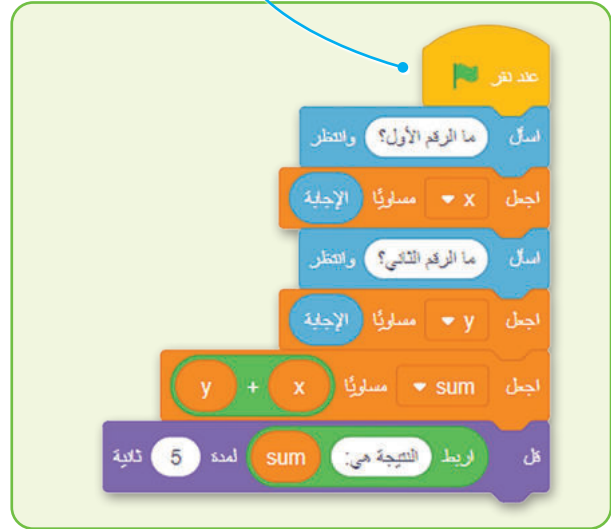 عند نقر
اسأل ما الرقم الأول؟ وانتظر
اجعل x مساويًا الإجابة
اسأل ما الرقم الثاني؟ وانتظر
اجعل y مساويًا الإجابة
اجعل sum مساويًا x + y
قل اربط النتيجة هي: sum لمدة 5 ثانية